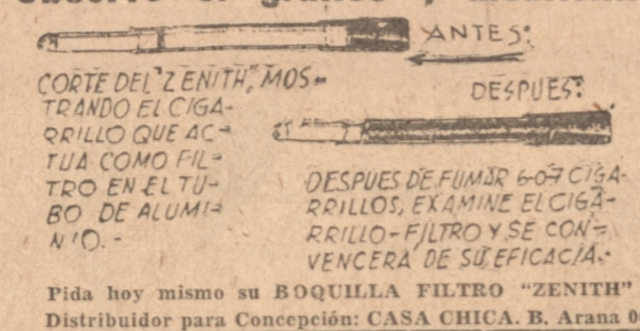 ANTES:
CORTE DEL "ZENITH", MOS-
TRANDO EL CIGA-
RRILLO QUE AC-
TUA COMO FIL-
TRO EN EL TU-
BO DE ALUMI-
NIO.-
DESPUES:
DESPUES DE FUMAR 6 O 7 CIGA-
RRILLOS, EXAMINE EL CIGA-
RRILLO-FILTRO Y SE CON-
VENCERA DE SU EFICACIA.-
Pida hoy mismo su BOQUILLA FILTRO "ZENITH"
Distribuidor para Concepción: CASA CHICA. B. Arana